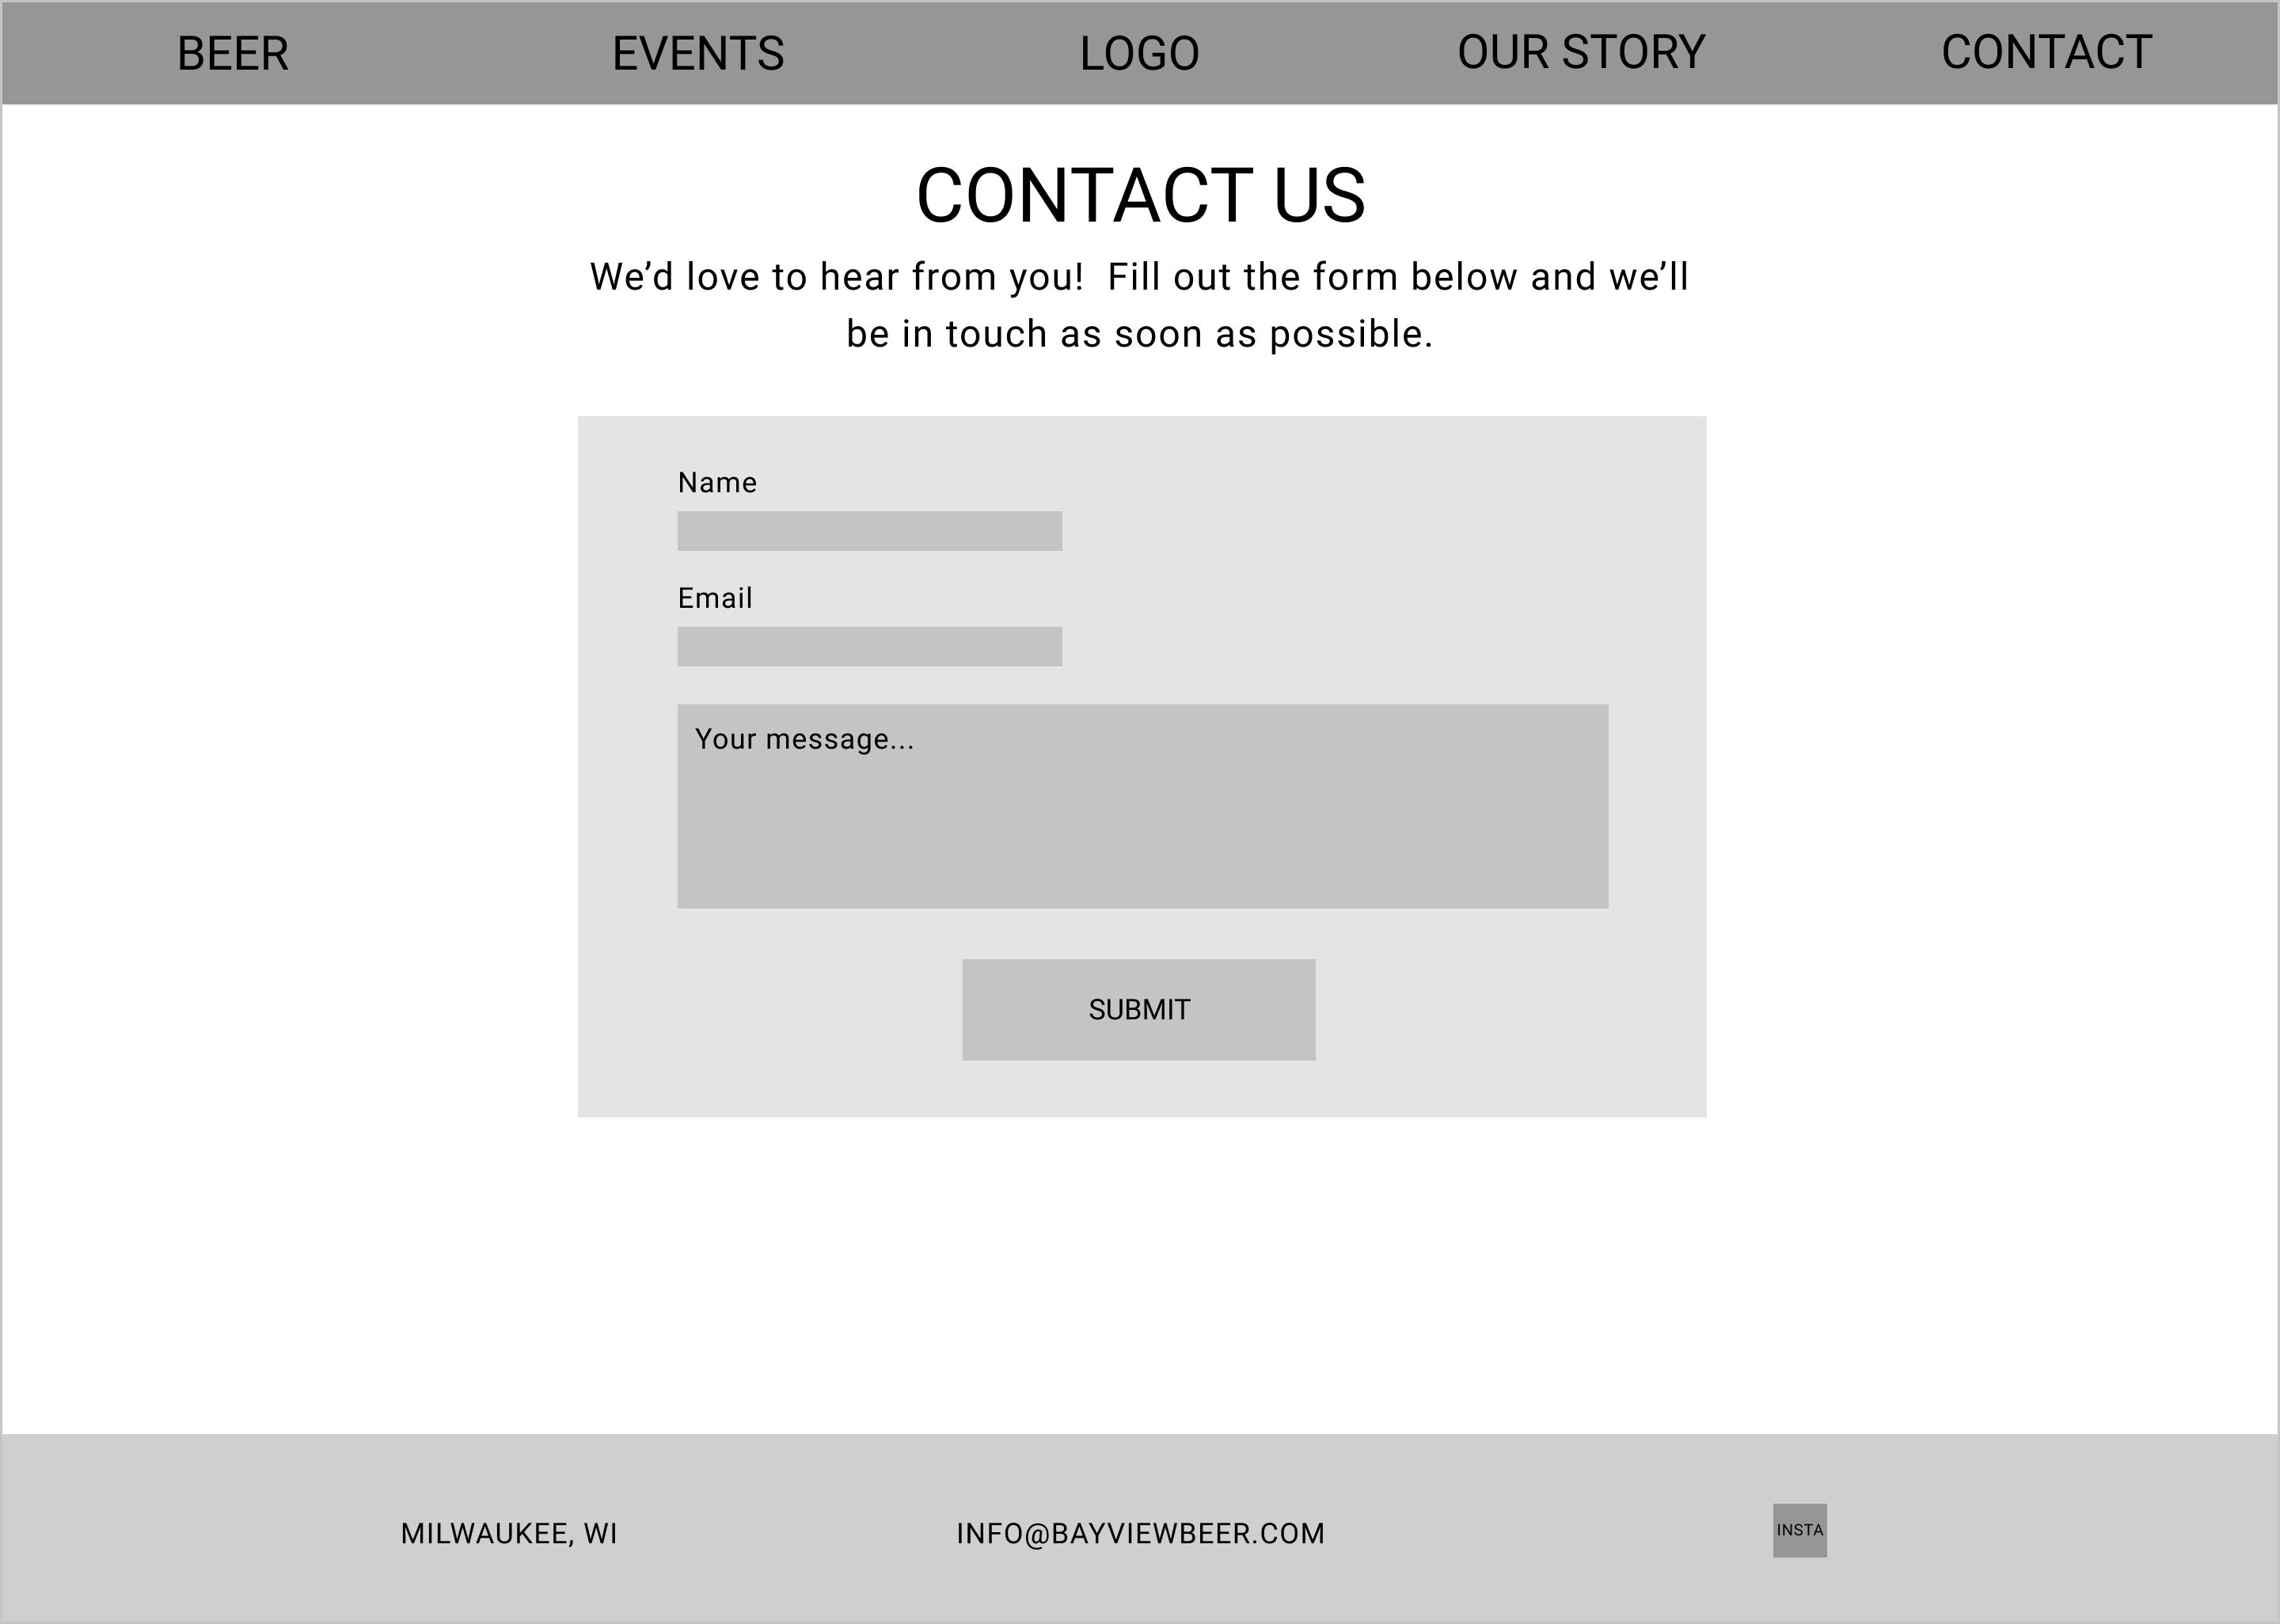 BEER EVENTS LOGO OUR STORY CONTACT
CONTACT US
We’d love to hear from you!  Fill out the form below and we’ll
be in touch as soon as possible.
Name
Email
Your message...
SUBMIT
MILWAUKEE, WI INFO@BAYVIEWBEER.COM INSTA